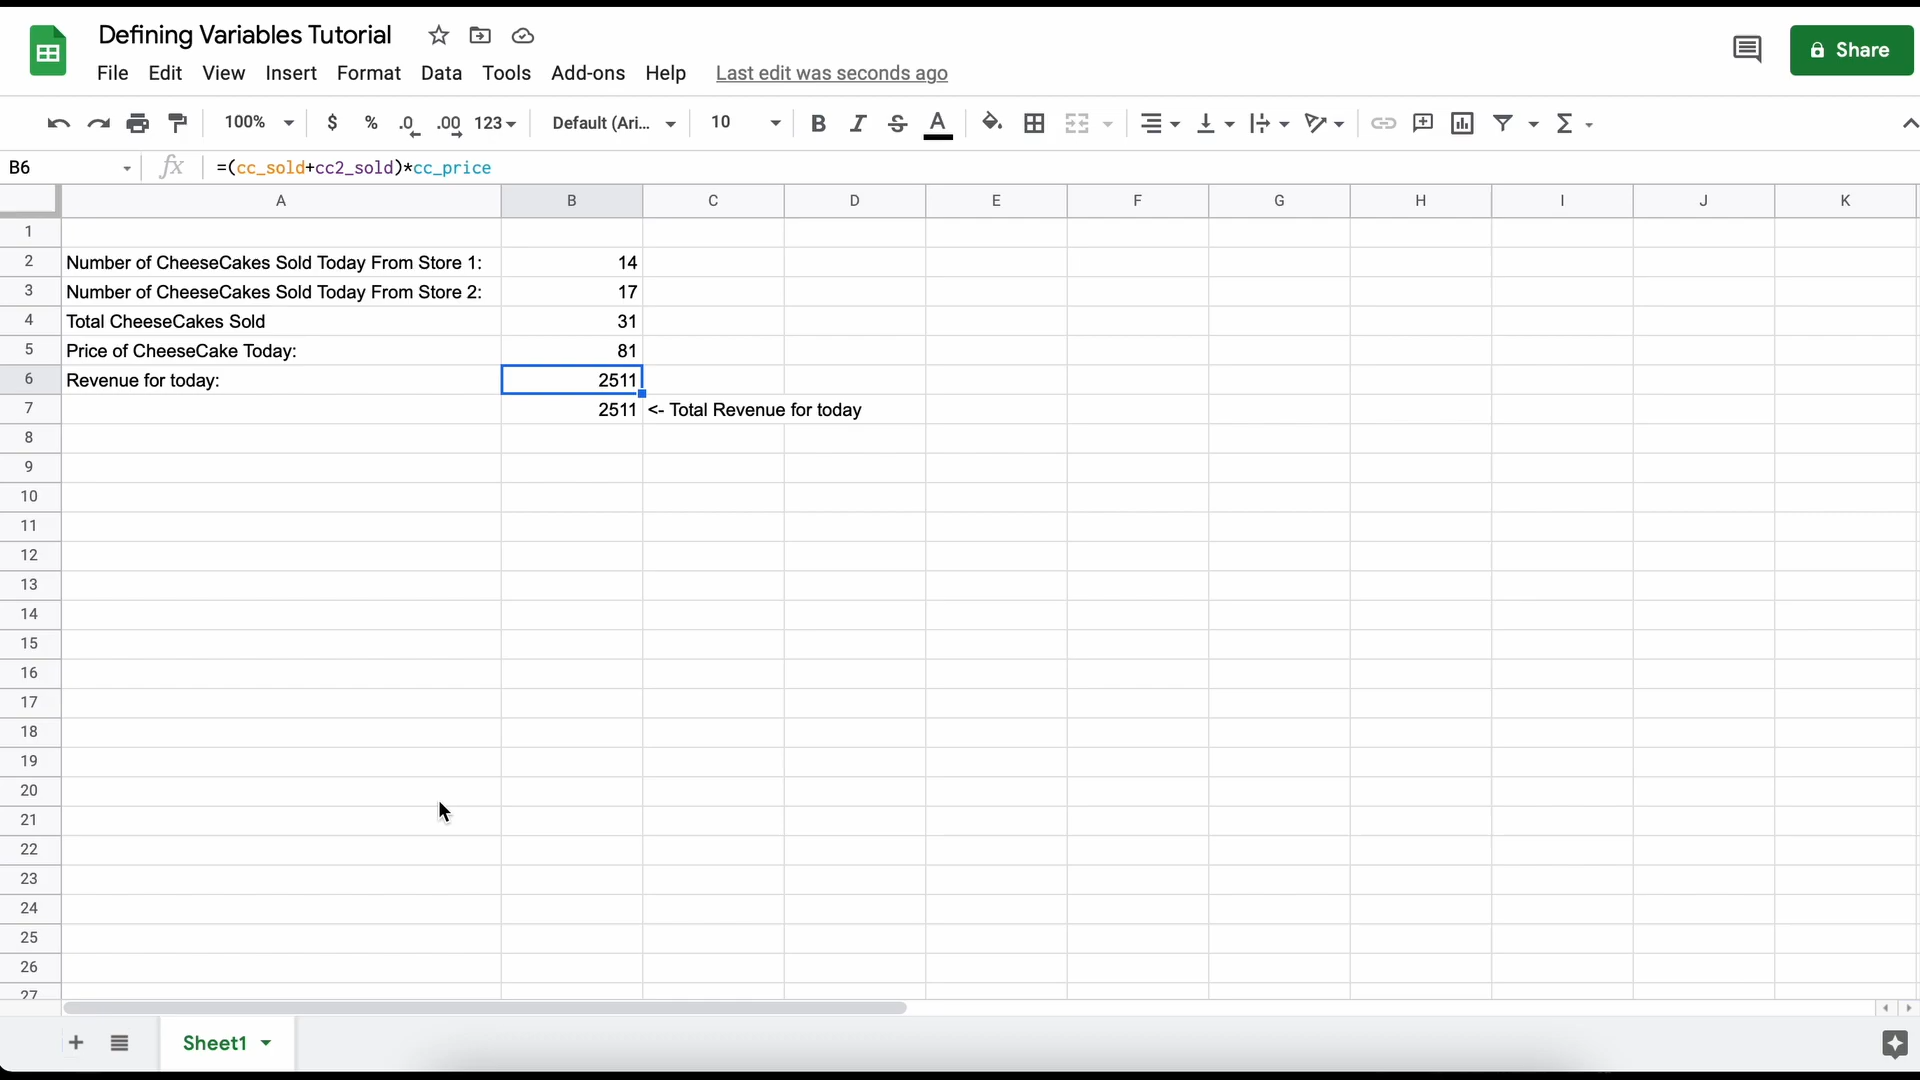 Defining Variables Tutorial
File Edit View Insert Format Data Tools Add-ons Help Last edit was seconds ago
Share
100% $ % .0 .00 123 Default (Ari... 10 B I S A Σ
B6 fx =(cc_sold+cc2_sold)*cc_price
A B C D E F G H I J K
1
2 Number of CheeseCakes Sold Today From Store 1: 14
3 Number of CheeseCakes Sold Today From Store 2: 17
4 Total CheeseCakes Sold 31
5 Price of CheeseCake Today: 81
6 Revenue for today: 2511
7 2511 <- Total Revenue for today
8
9
10
11
12
13
14
15
16
17
18
19
20
21
22
23
24
25
26
27
Sheet1